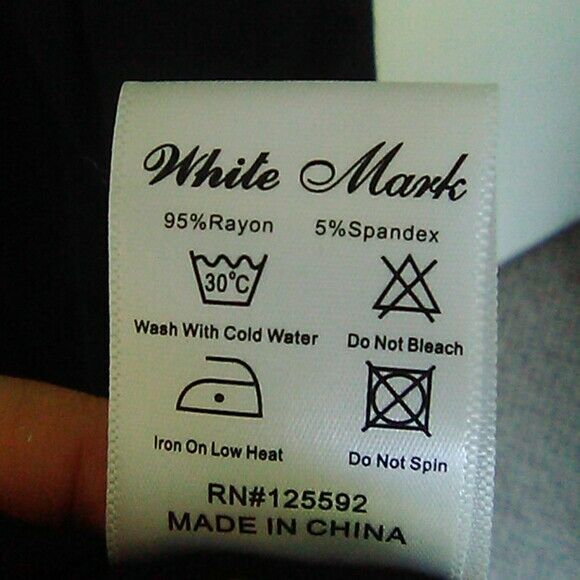 White Mark
95%Rayon 5%Spandex
30°C
Wash With Cold Water Do Not Bleach
Iron On Low Heat Do Not Spin
RN#125592
MADE IN CHINA